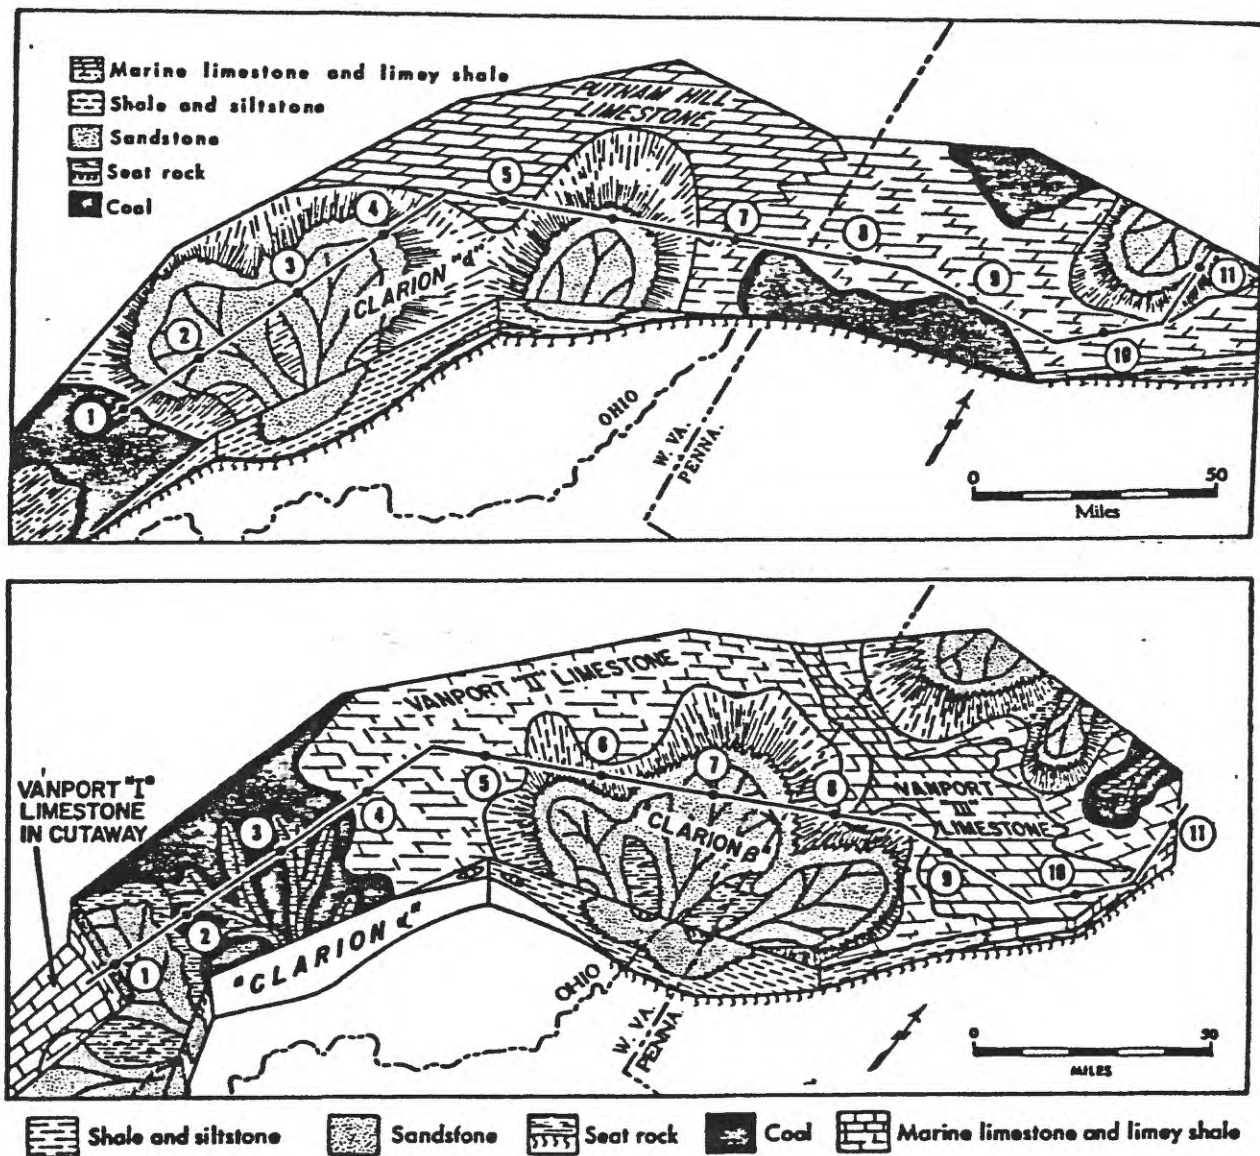 Marine limestone and limey shale
Shale and siltstone
Sandstone
Seat rock
Coal
PUTNAM HILL
LIMESTONE
5
4
3
2
1
7
8
9
10
11
CLARION "d"
OHIO
W. VA.
PENNA.
N
0 50
Miles
VANPORT "I"
LIMESTONE
IN CUTAWAY
VANPORT "II" LIMESTONE
VANPORT
"III"
LIMESTONE
6
7
5
8
4
3
2
1
9
10
11
"CLARION β"
"CLARION d"
OHIO
W. VA.
PENNA.
N
0 50
MILES
Shale and siltstone Sandstone Seat rock Coal Marine limestone and limey shale